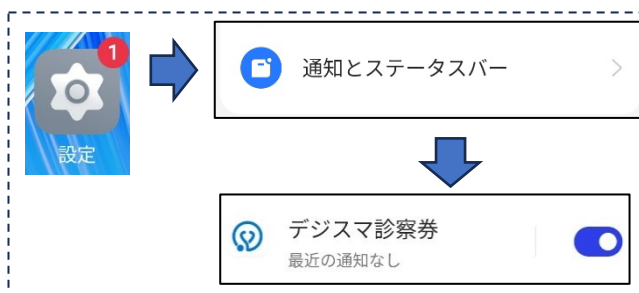 1
設定
通知とステータスバー
デジスマ診察券
最近の通知なし